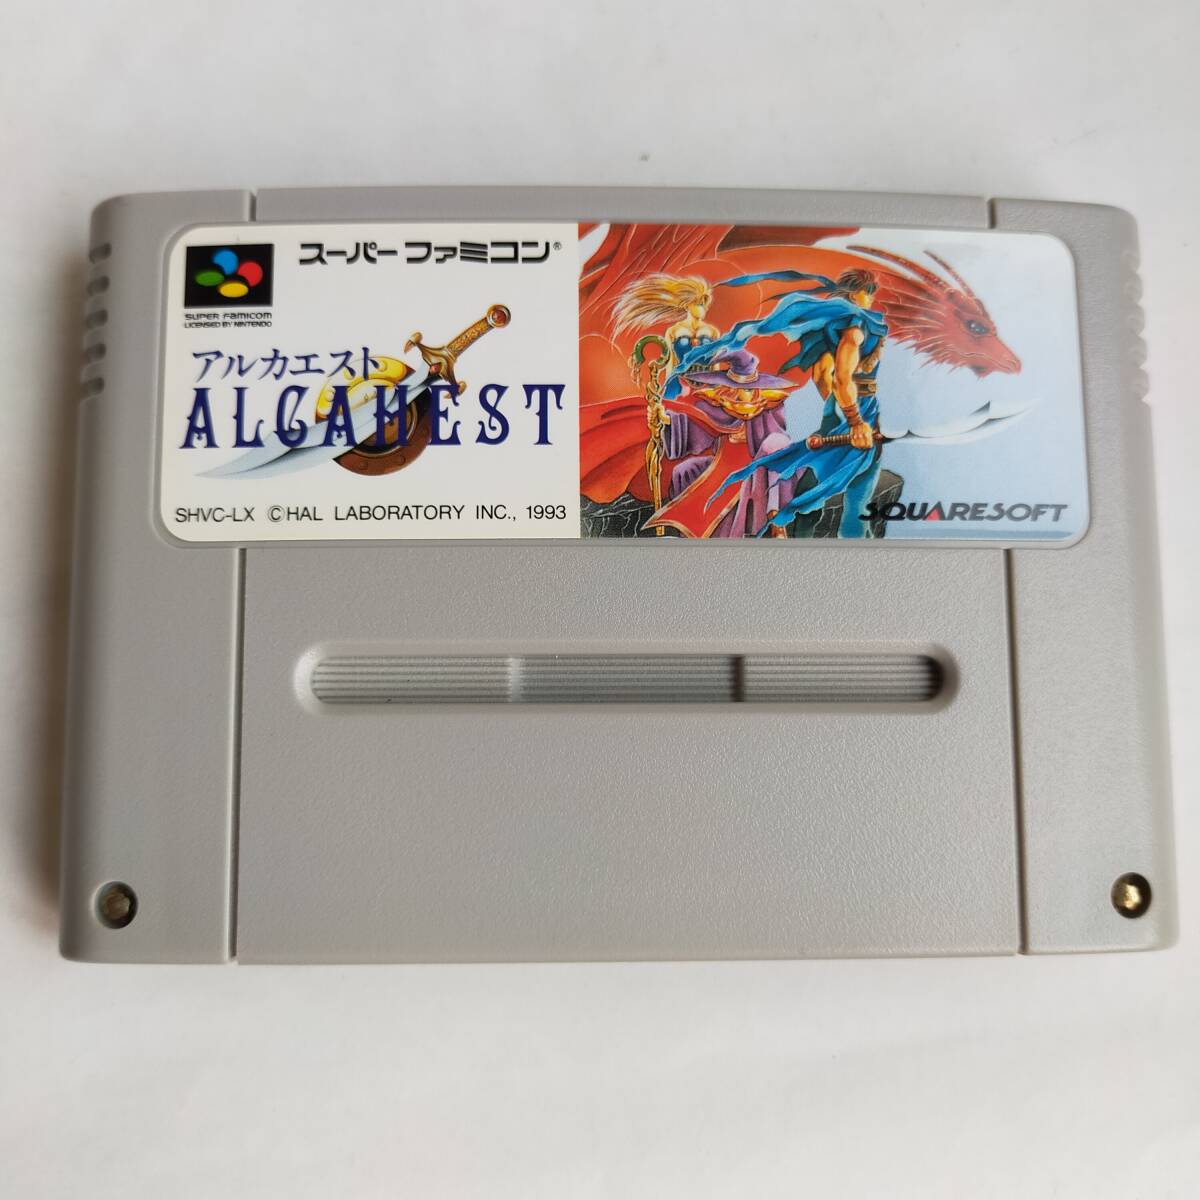 スーパーファミコン®
SUPER FAMICOM
LICENSED BY NINTENDO
アルカエスト
ALCAHEST
SHVC-LX ©HAL LABORATORY INC., 1993
SQUARESOFT